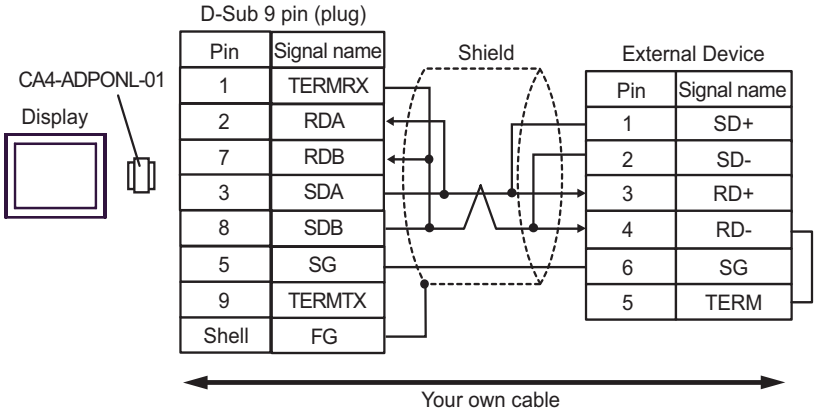 D-Sub 9 pin (plug)
Pin Signal name
1 TERMRX
2 RDA
7 RDB
3 SDA
8 SDB
5 SG
9 TERMTX
Shell FG
CA4-ADPONL-01
Display
Shield
External Device
Pin Signal name
1 SD+
2 SD-
3 RD+
4 RD-
6 SG
5 TERM
Your own cable